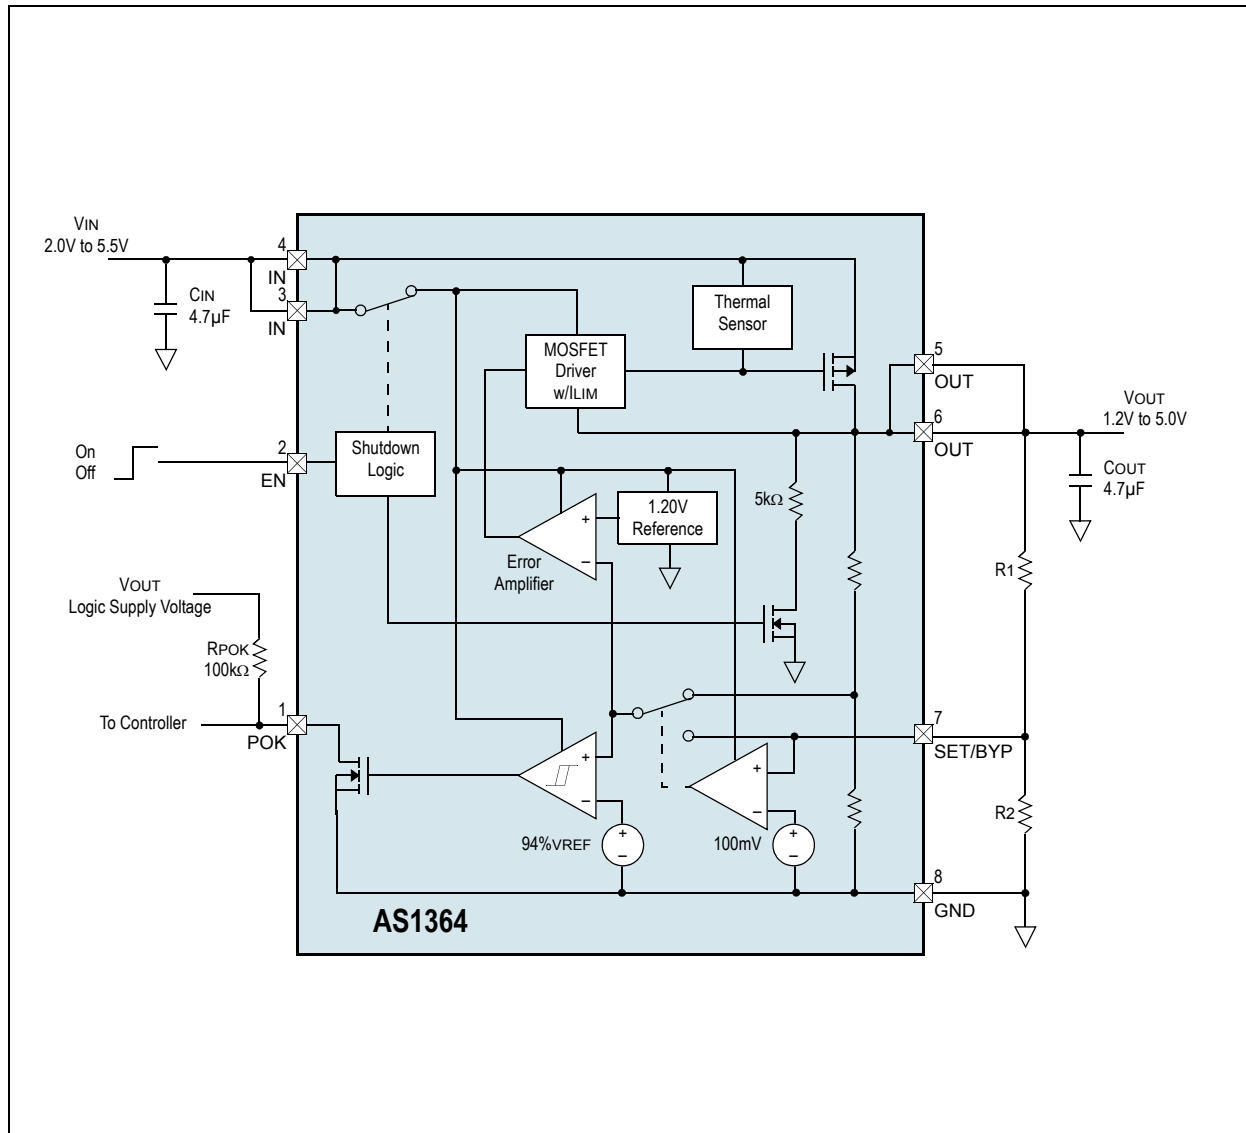 VIN
2.0V to 5.5V
4
IN
3
IN
CIN
4.7µF
Thermal
Sensor
MOSFET
Driver
w/ILIM
5
OUT
6
OUT
VOUT
1.2V to 5.0V
COUT
4.7µF
On
Off
2
EN
Shutdown
Logic
5kΩ
+
−
Error
Amplifier
1.20V
Reference
R1
VOUT
Logic Supply Voltage
RPOK
100kΩ
To Controller
1
POK
7
SET/BYP
+
−
+
−
94%VREF
+
−
100mV
+
−
R2
8
GND
AS1364